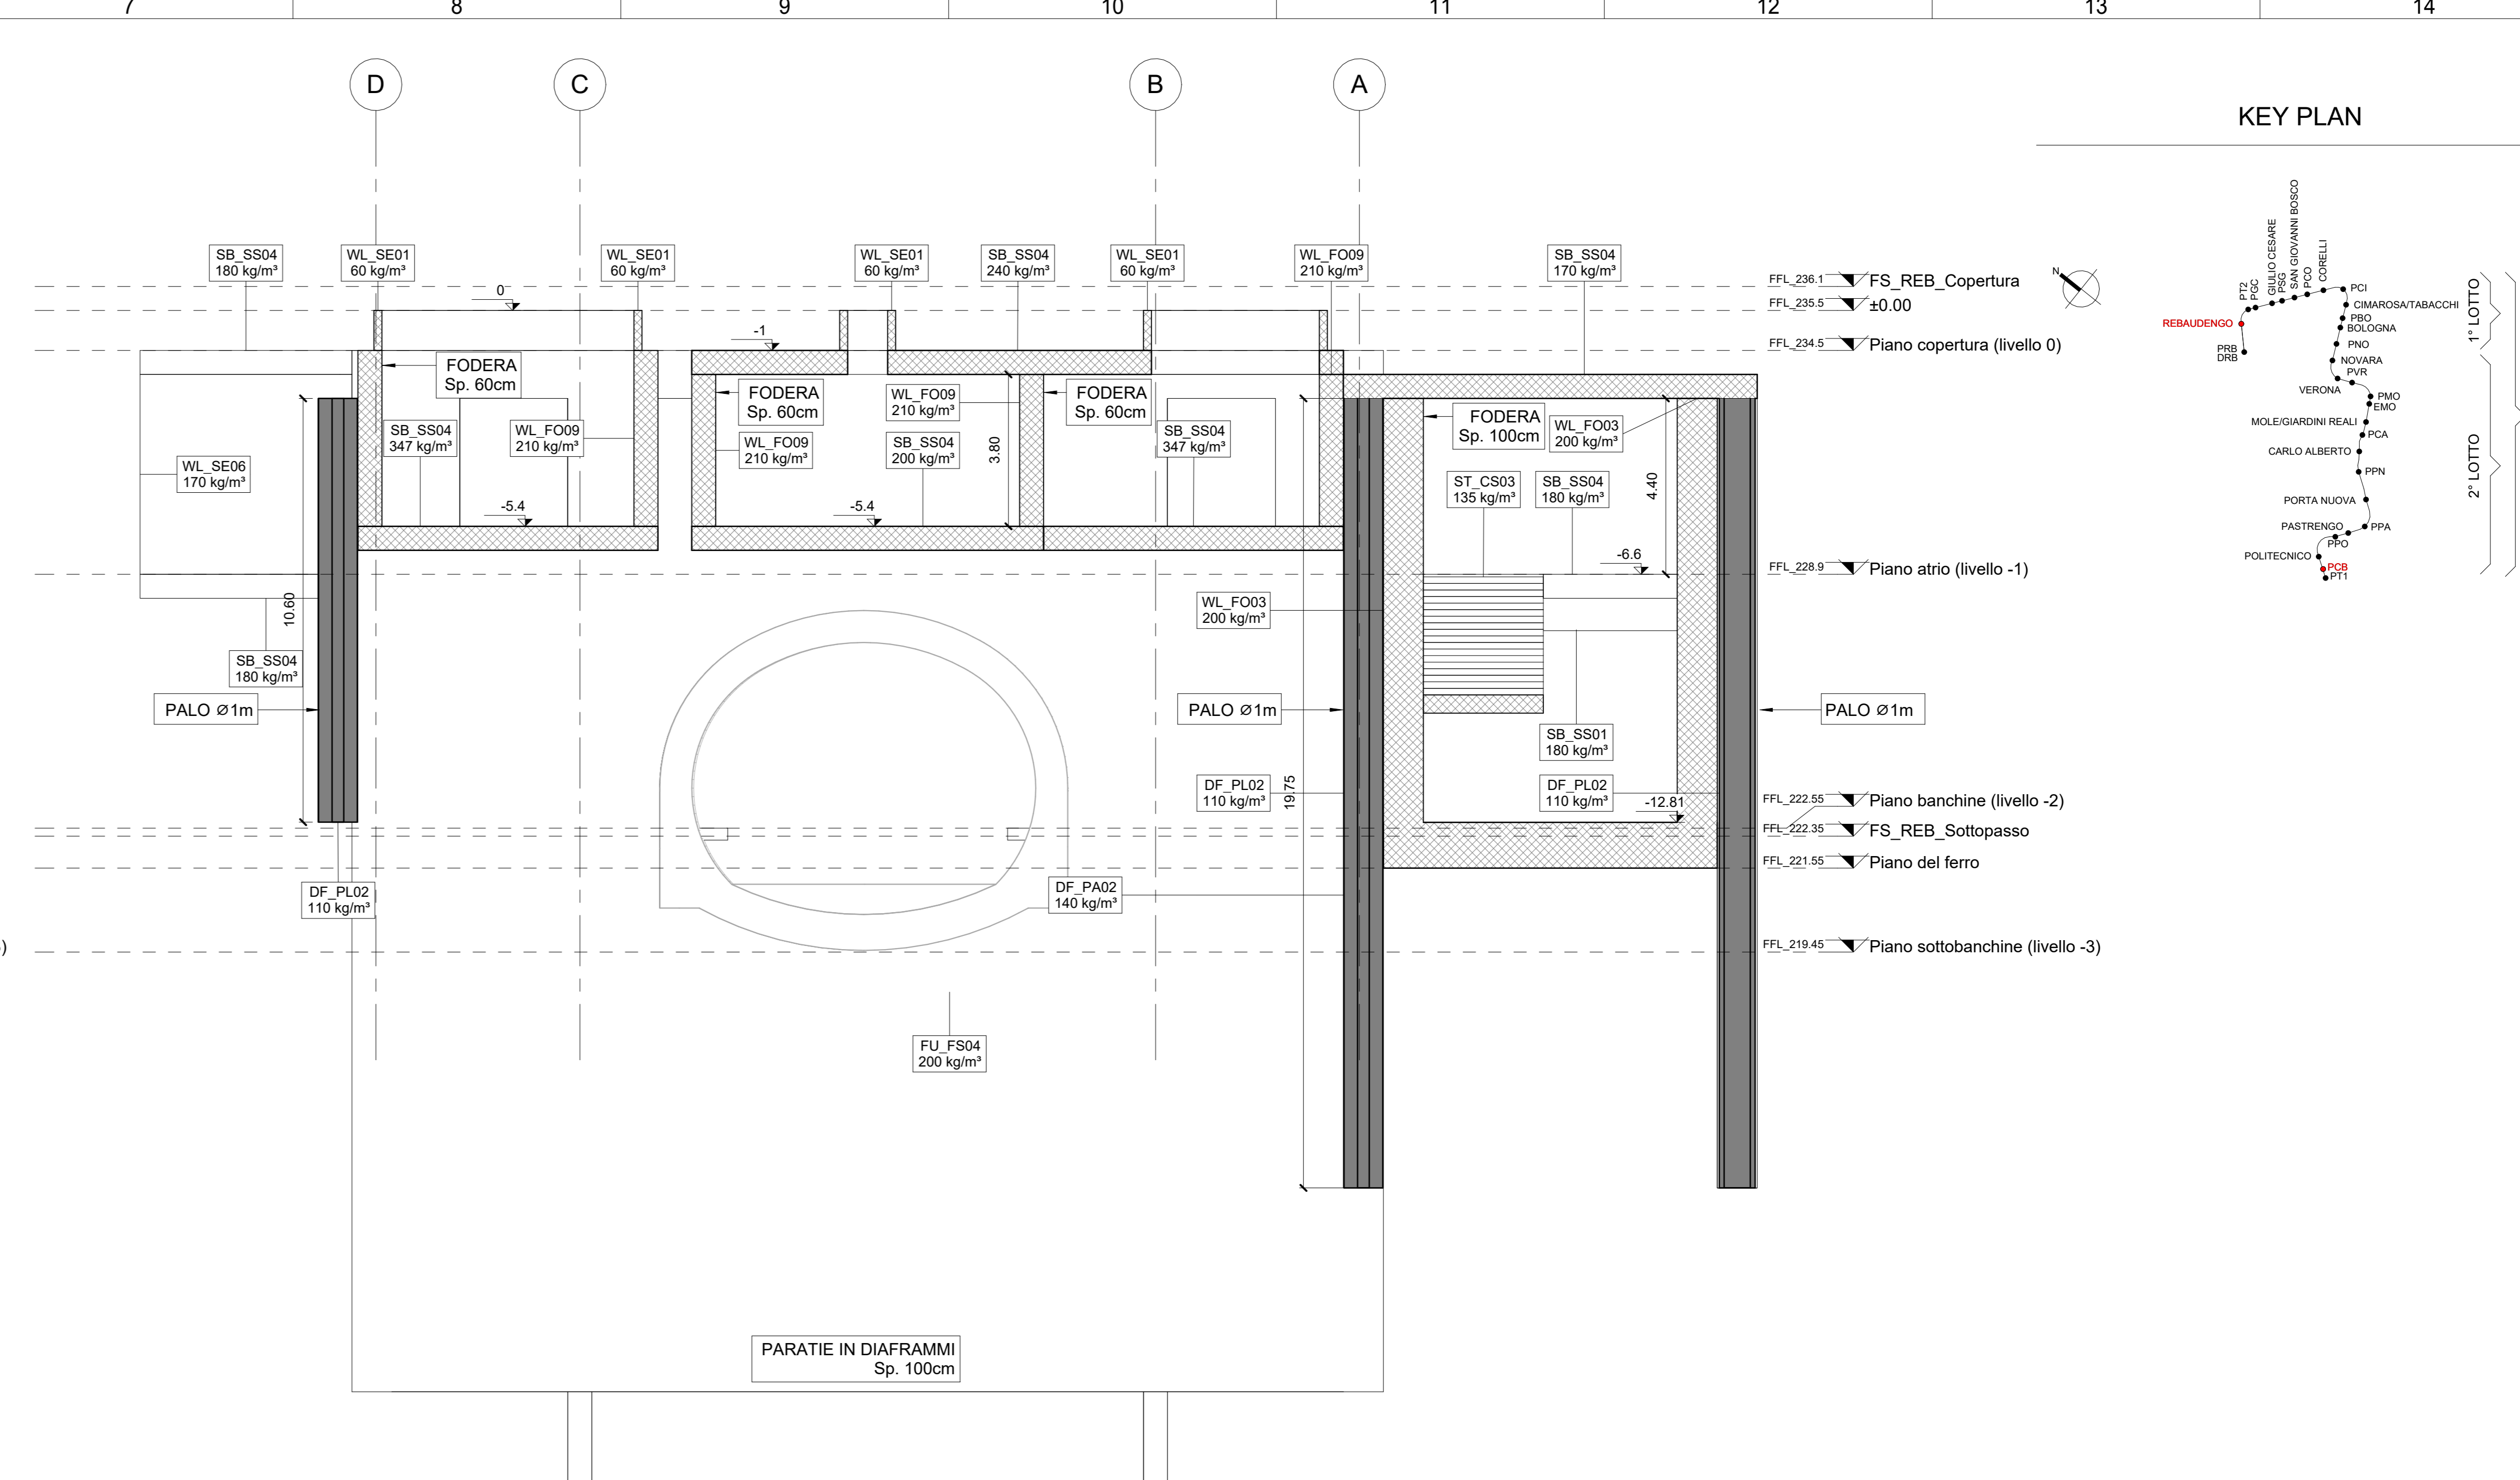 7
8
9
10
11
12
13
14
D
C
B
A
KEY PLAN
SB_SS04
180 kg/m³
WL_SE01
60 kg/m³
WL_SE01
60 kg/m³
WL_SE01
60 kg/m³
SB_SS04
240 kg/m³
WL_SE01
60 kg/m³
WL_FO09
210 kg/m³
SB_SS04
170 kg/m³
0
-1
FODERA
Sp. 60cm
FODERA
Sp. 60cm
WL_FO09
210 kg/m³
FODERA
Sp. 60cm
FODERA
Sp. 100cm
WL_FO03
200 kg/m³
SB_SS04
347 kg/m³
WL_FO09
210 kg/m³
WL_FO09
210 kg/m³
SB_SS04
200 kg/m³
3.80
SB_SS04
347 kg/m³
WL_SE06
170 kg/m³
ST_CS03
135 kg/m³
SB_SS04
180 kg/m³
4.40
-5.4
-5.4
-6.6
10.60
WL_FO03
200 kg/m³
SB_SS04
180 kg/m³
PALO ∅1m
PALO ∅1m
PALO ∅1m
SB_SS01
180 kg/m³
DF_PL02
110 kg/m³
19.75
DF_PL02
110 kg/m³
-12.81
DF_PL02
110 kg/m³
DF_PA02
140 kg/m³
)
FU_FS04
200 kg/m³
PARATIE IN DIAFRAMMI
Sp. 100cm
FFL_236.1 FS_REB_Copertura
FFL_235.5 ±0.00
FFL_234.5 Piano copertura (livello 0)
FFL_228.9 Piano atrio (livello -1)
FFL_222.55 Piano banchine (livello -2)
FFL_222.35 FS_REB_Sottopasso
FFL_221.55 Piano del ferro
FFL_219.45 Piano sottobanchine (livello -3)
N
PT2
PGC
GIULIO CESARE
PSG
SAN GIOVANNI BOSCO
PCO
CORELLI
PCI
CIMAROSA/TABACCHI
REBAUDENGO
PBO
BOLOGNA
PRB
DRB
PNO
NOVARA
PVR
VERONA
PMO
EMO
MOLE/GIARDINI REALI
PCA
CARLO ALBERTO
PPN
PORTA NUOVA
PASTRENGO
PPA
PPO
POLITECNICO
PCB
PT1
1° LOTTO
2° LOTTO